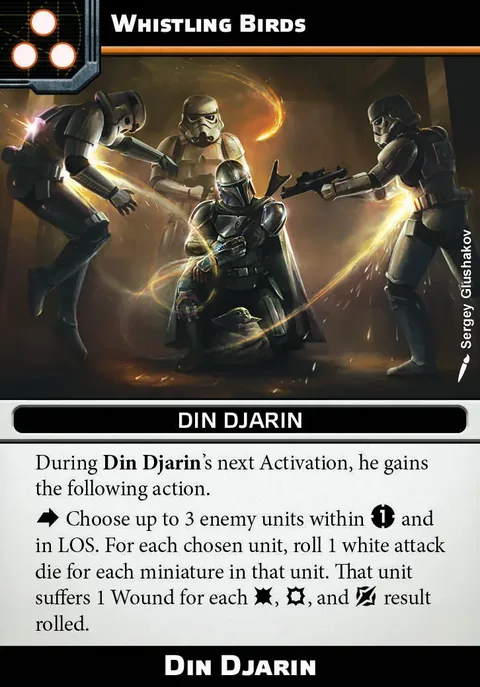 Whistling Birds
Sergey Glushakov
DIN DJARIN
During Din Djarin's next Activation, he gains
the following action.
Choose up to 3 enemy units within 1 and
in LOS. For each chosen unit, roll 1 white attack
die for each miniature in that unit. That unit
suffers 1 Wound for each , , and result
rolled.
Din Djarin